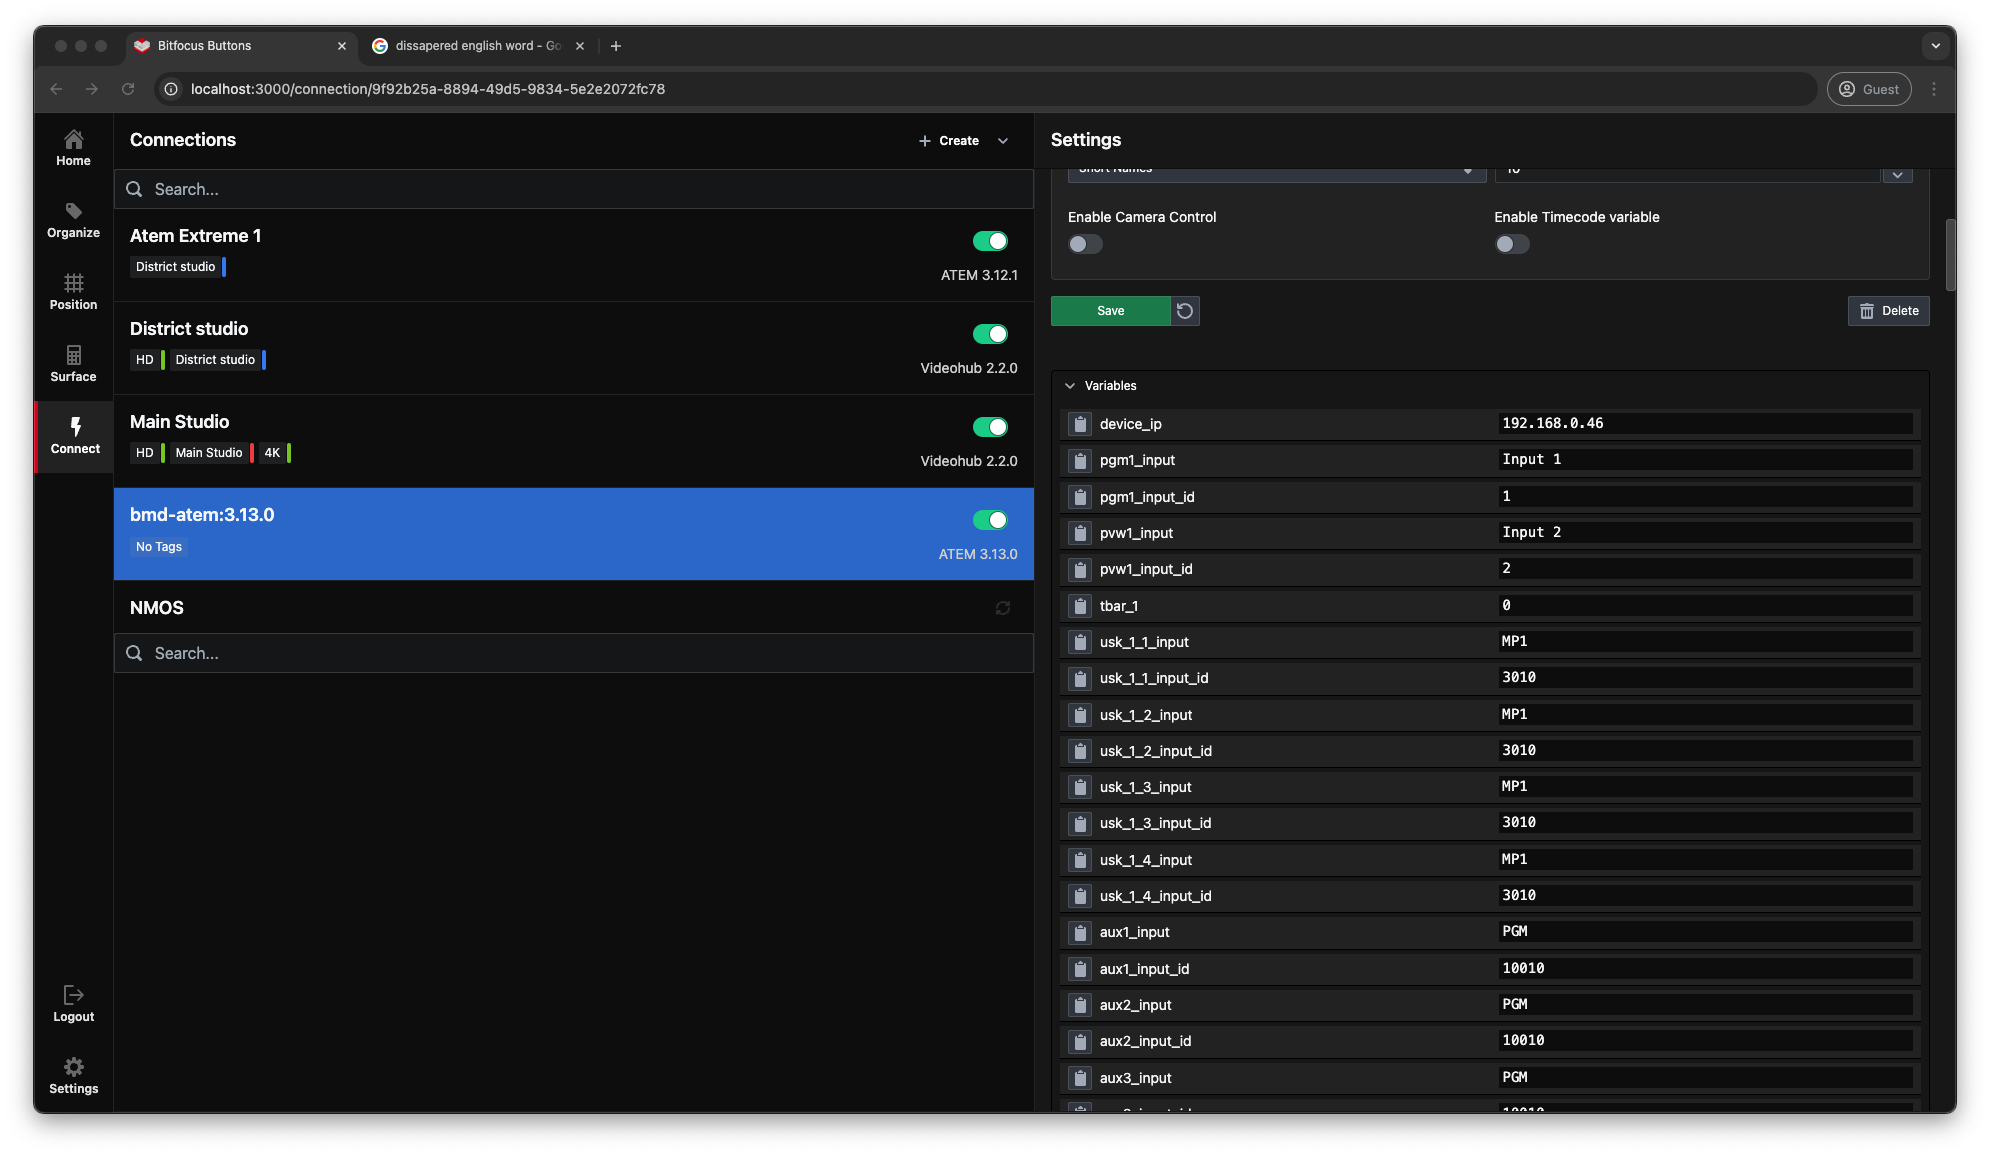 Bitfocus Buttons
dissapered english word - Go
localhost:3000/connection/9f92b25a-8894-49d5-9834-5e2e2072fc78
Guest
Home
Organize
Position
Surface
Connect
Logout
Settings
Connections
Create
Search...
Atem Extreme 1
District studio
ATEM 3.12.1
District studio
HD District studio
Videohub 2.2.0
Main Studio
HD Main Studio 4K
Videohub 2.2.0
bmd-atem:3.13.0
No Tags
ATEM 3.13.0
NMOS
Search...
Settings
Short Names
10
Enable Camera Control
Enable Timecode variable
Save
Delete
Variables
device_ip 192.168.0.46
pgm1_input Input 1
pgm1_input_id 1
pvw1_input Input 2
pvw1_input_id 2
tbar_1 0
usk_1_1_input MP1
usk_1_1_input_id 3010
usk_1_2_input MP1
usk_1_2_input_id 3010
usk_1_3_input MP1
usk_1_3_input_id 3010
usk_1_4_input MP1
usk_1_4_input_id 3010
aux1_input PGM
aux1_input_id 10010
aux2_input PGM
aux2_input_id 10010
aux3_input PGM